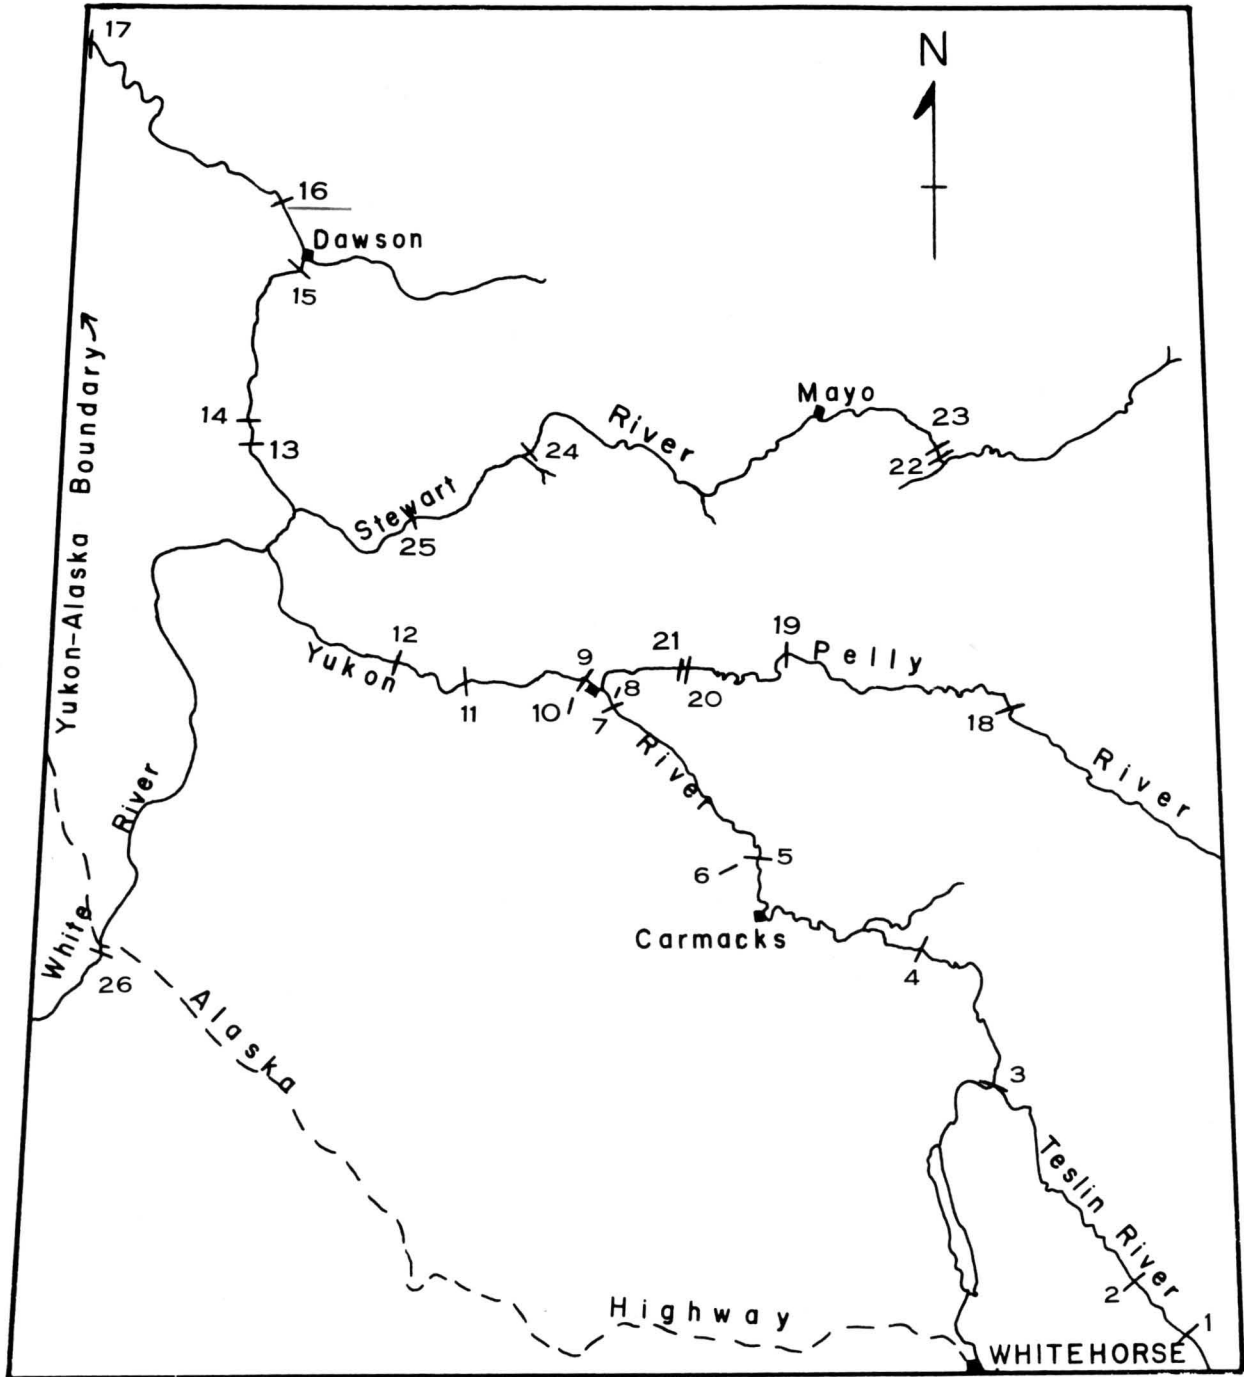 17
N
16
Dawson
15
Yukon-Alaska Boundary
14
13
Mayo
23
22
River
24
Stewart
25
19
Pelly
12
Yukon
9
21
8
20
10
7
11
18
River
River
River
5
6
White
26
Carmacks
4
Alaska
3
Teslin River
2
1
Highway
WHITEHORSE